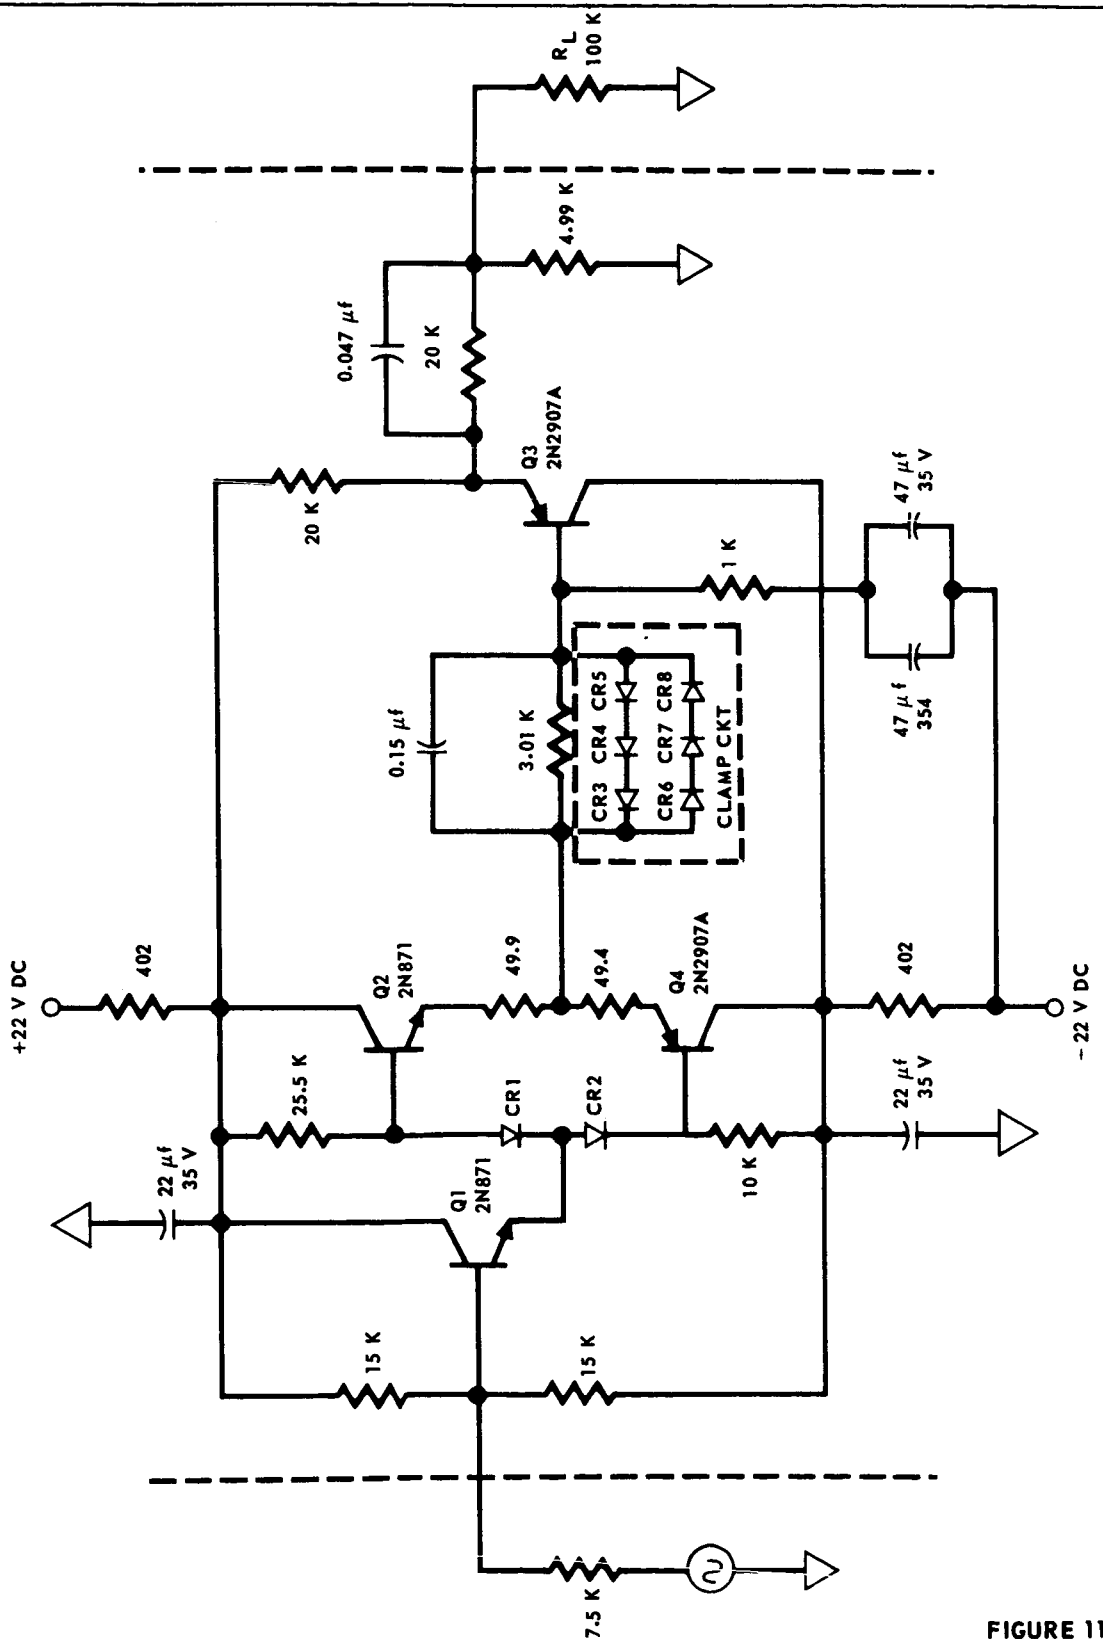 R_L
100 K
4.99 K
0.047 µf
20 K
Q3
2N2907A
20 K
47 µf
35 V
1 K
47 µf
354
0.15 µf
3.01 K
CR3 CR4 CR5
CR6 CR7 CR8
CLAMP CKT
+22 V DC
402
Q2
2N871
49.9
49.4
Q4
2N2907A
402
-22 V DC
25.5 K
CR1
CR2
22 µf
35 V
22 µf
35 V
Q1
2N871
10 K
15 K
15 K
7.5 K
FIGURE 11